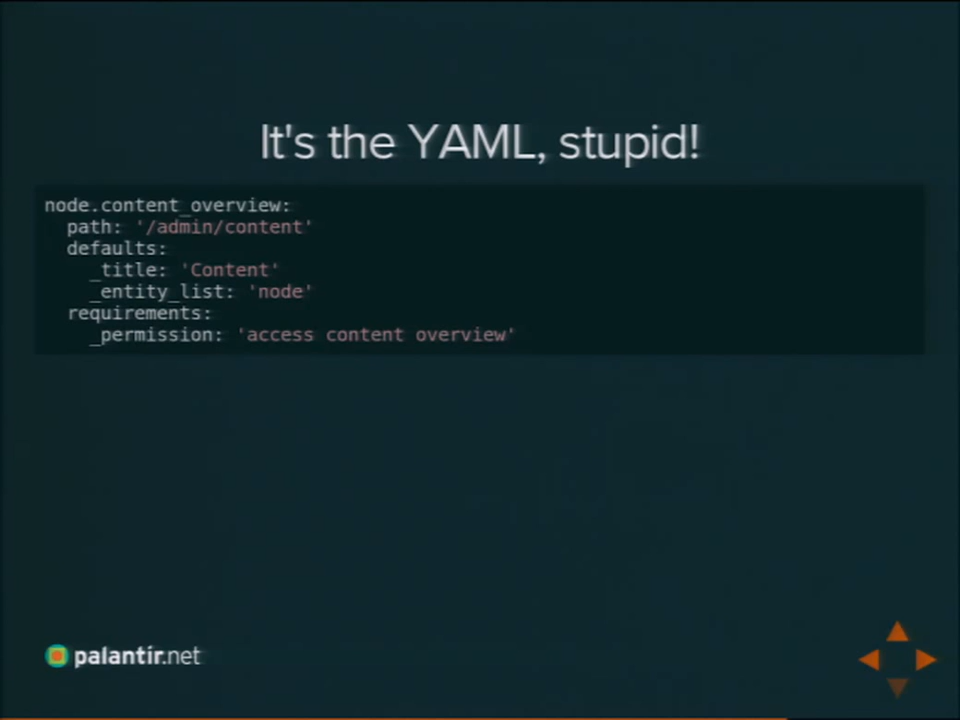 It's the YAML, stupid!
node.content_overview:
  path: '/admin/content'
  defaults:
    _title: 'Content'
    _entity_list: 'node'
  requirements:
    _permission: 'access content overview'
palantir.net